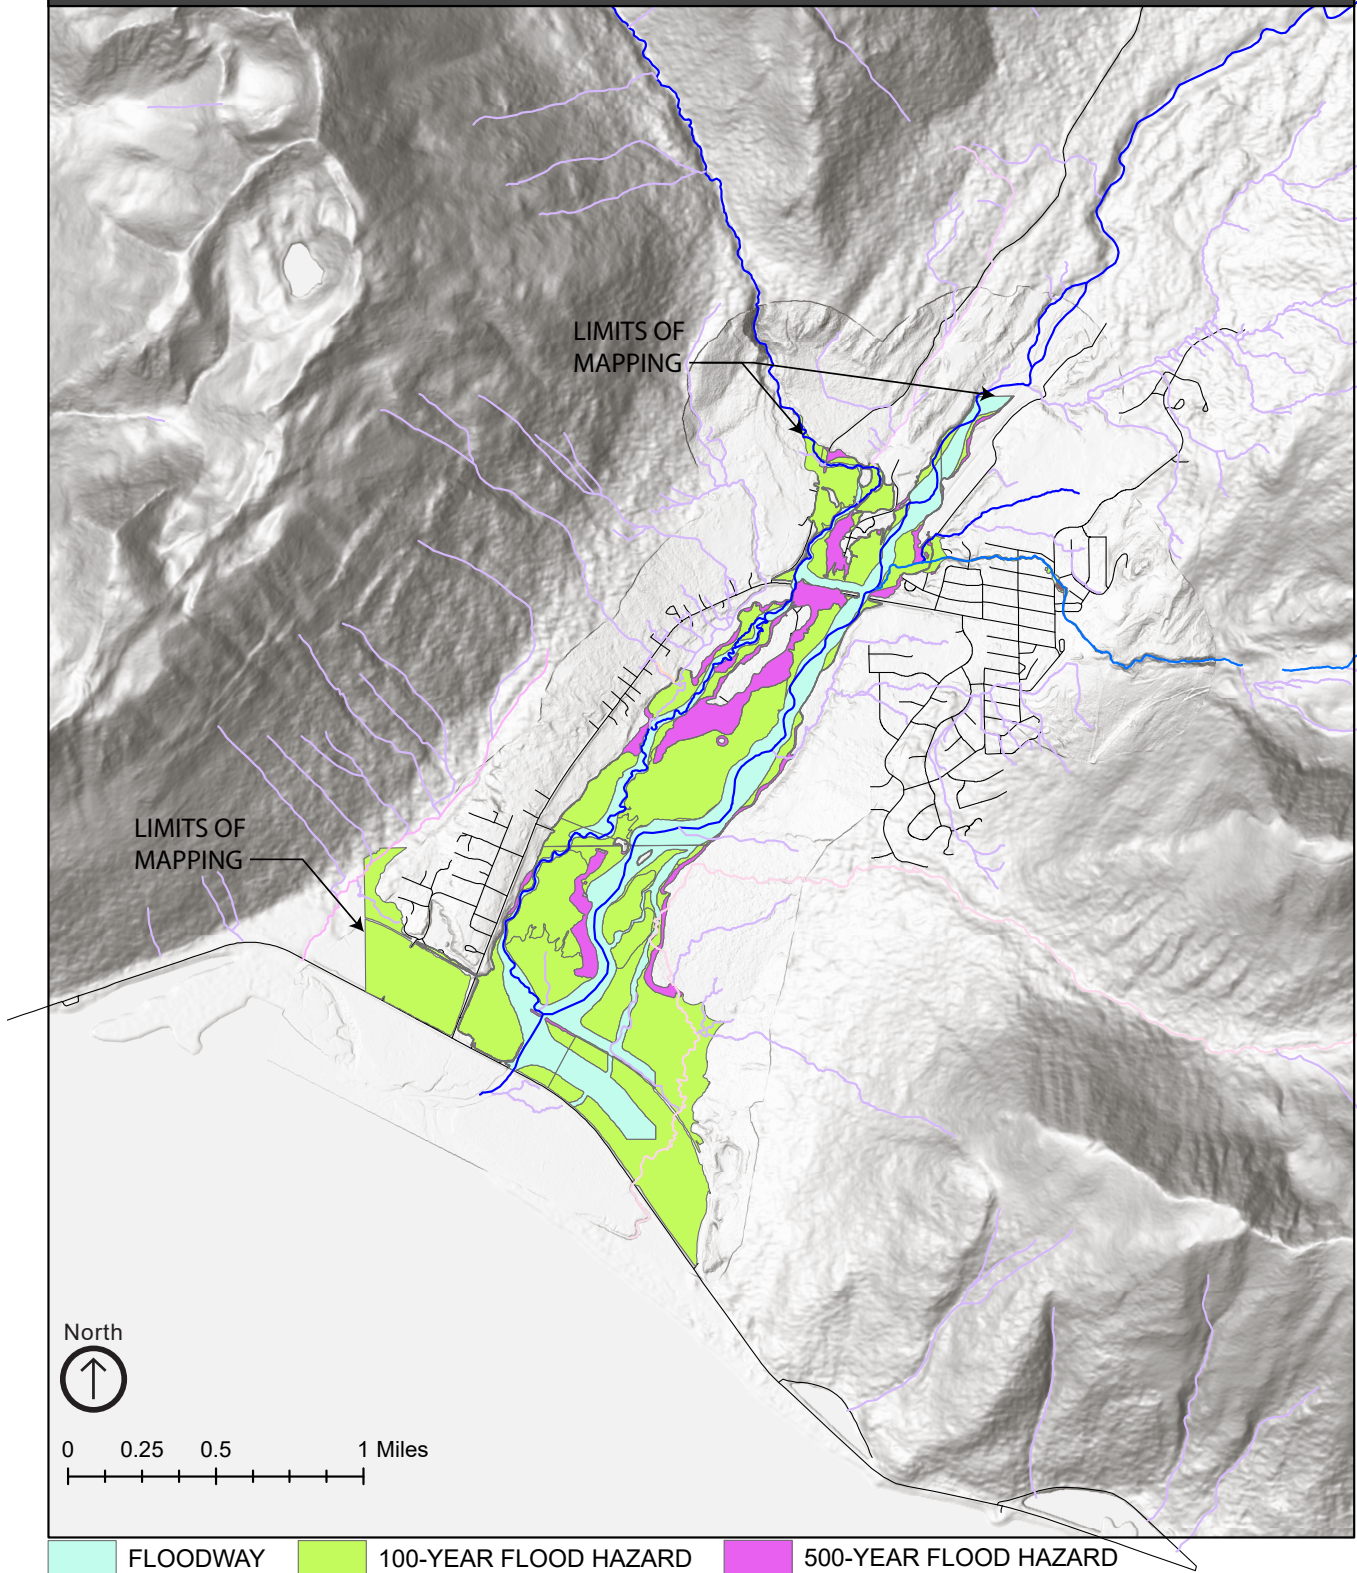 LIMITS OF
MAPPING
LIMITS OF
MAPPING
North
0 0.25 0.5 1 Miles
FLOODWAY 100-YEAR FLOOD HAZARD 500-YEAR FLOOD HAZARD